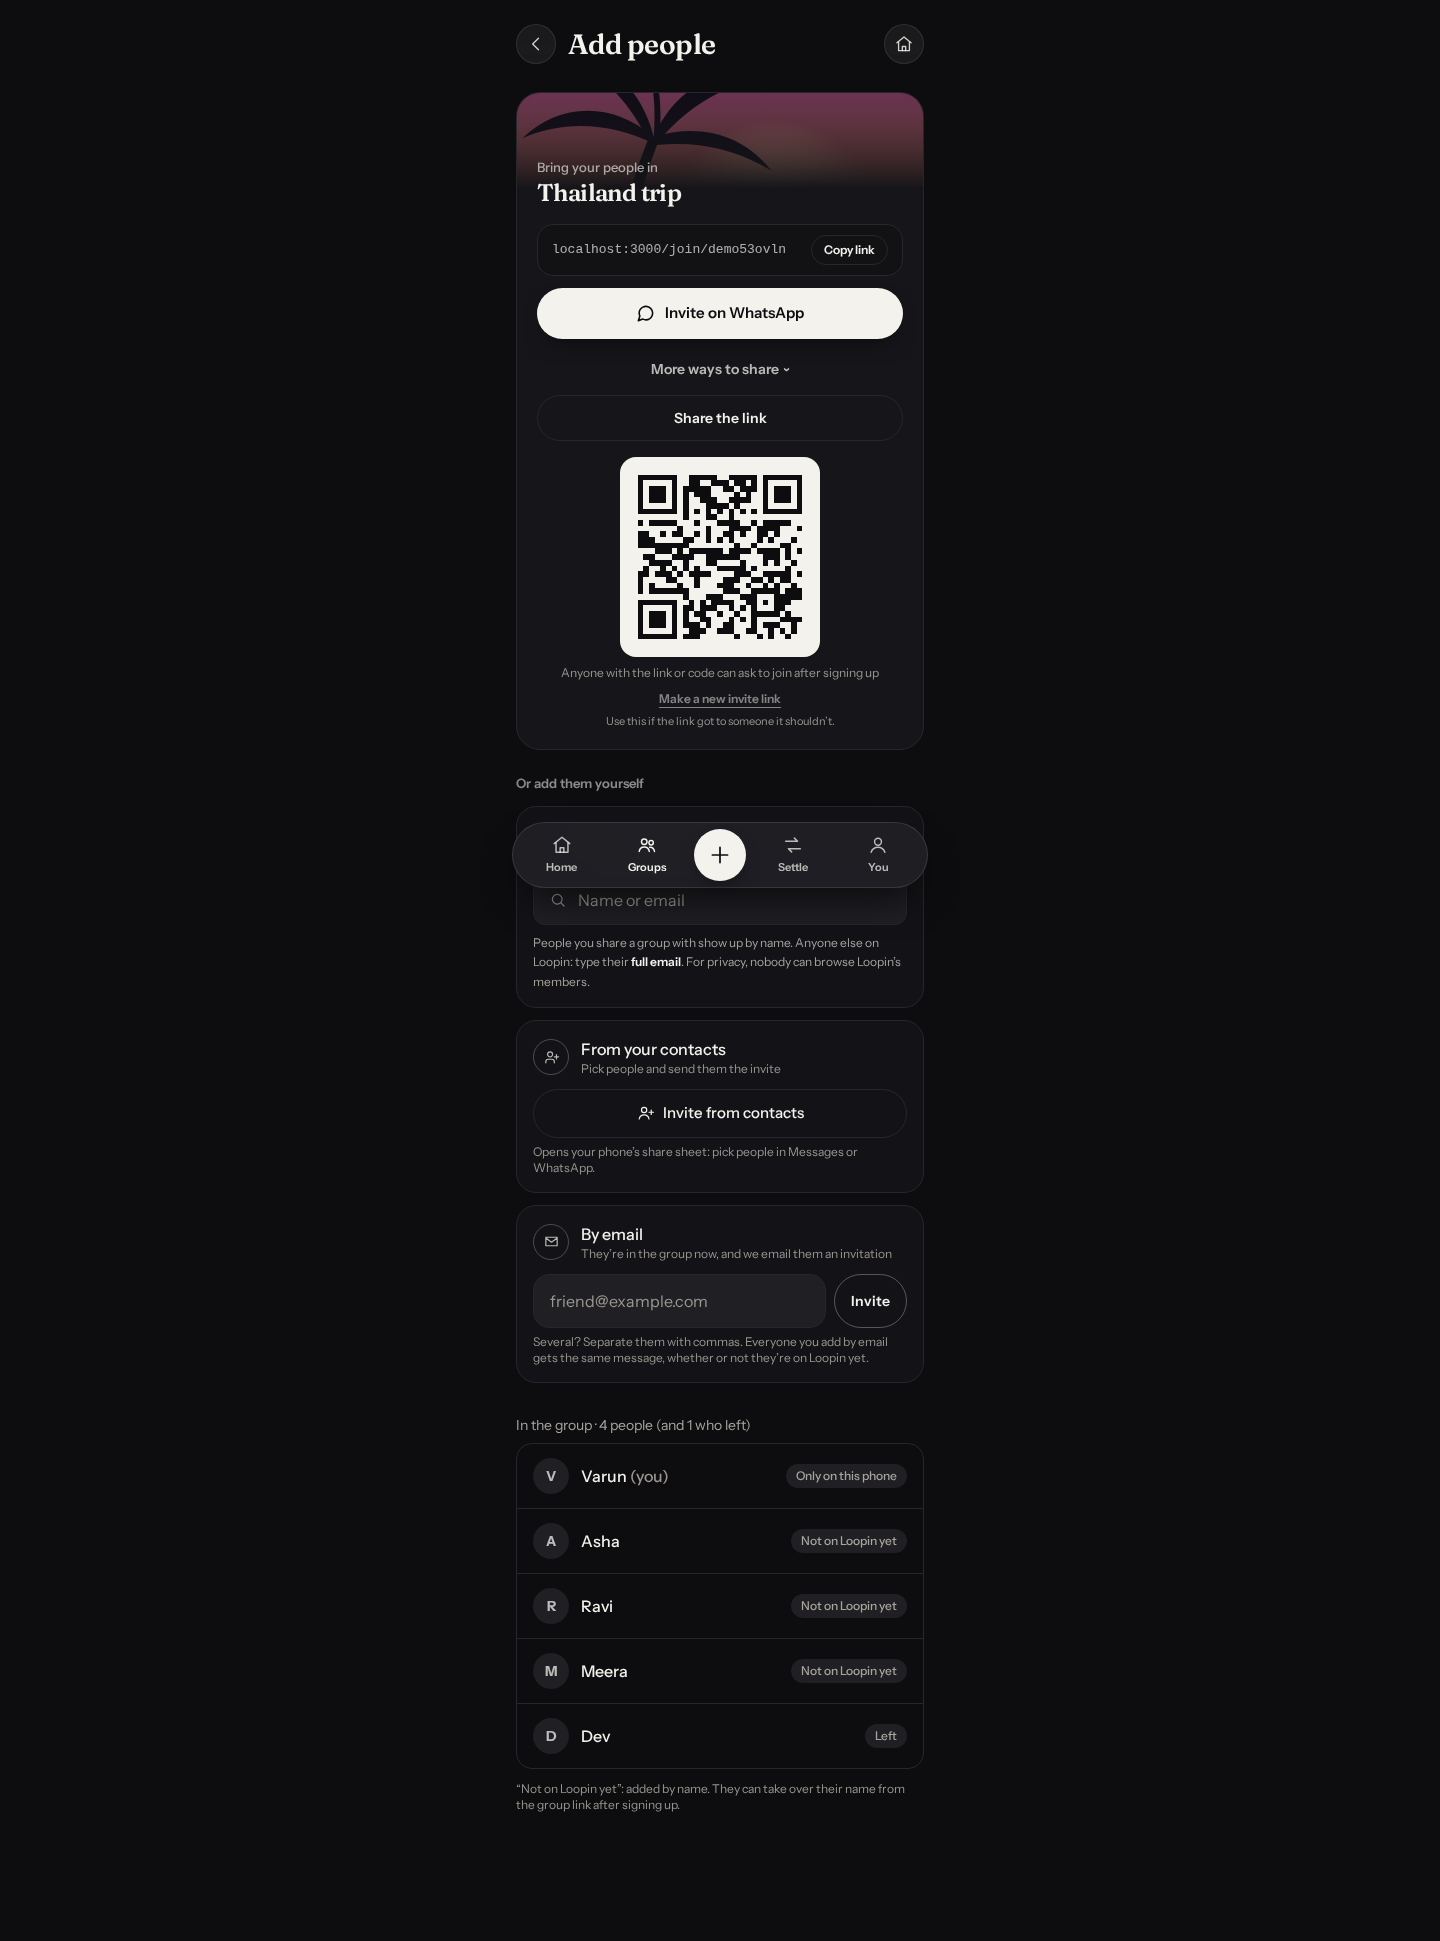 Add people
Bring your people in
Thailand trip
localhost:3000/join/demo53ovln
Copy link
Invite on WhatsApp
More ways to share
Share the link
Anyone with the link or code can ask to join after signing up
Make a new invite link
Use this if the link got to someone it shouldn't.
Or add them yourself
Home
Groups
Settle
You
Name or email
People you share a group with show up by name. Anyone else on
Loopin: type their full email. For privacy, nobody can browse Loopin's
members.
From your contacts
Pick people and send them the invite
Invite from contacts
Opens your phone's share sheet: pick people in Messages or
WhatsApp.
By email
They're in the group now, and we email them an invitation
friend@example.com
Invite
Several? Separate them with commas. Everyone you add by email
gets the same message, whether or not they're on Loopin yet.
In the group · 4 people (and 1 who left)
V
Varun (you)
Only on this phone
A
Asha
Not on Loopin yet
R
Ravi
Not on Loopin yet
M
Meera
Not on Loopin yet
D
Dev
Left
“Not on Loopin yet”: added by name. They can take over their name from
the group link after signing up.